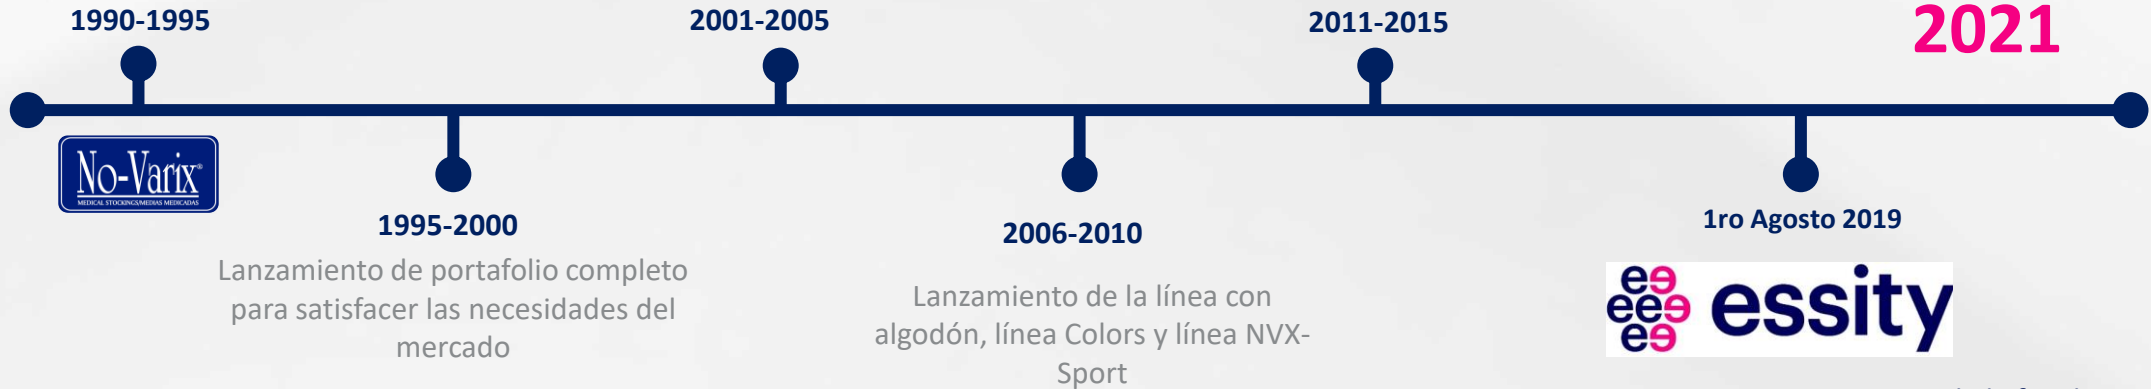 1990-1995
2001-2005
2011-2015
2021
No-Varix®
MEDICAL STOCKINGS/MEDIAS MEDICADAS
1995-2000
Lanzamiento de portafolio completo
para satisfacer las necesidades del
mercado
2006-2010
Lanzamiento de la línea con
algodón, línea Colors y línea NVX-
Sport
1ro Agosto 2019
essity